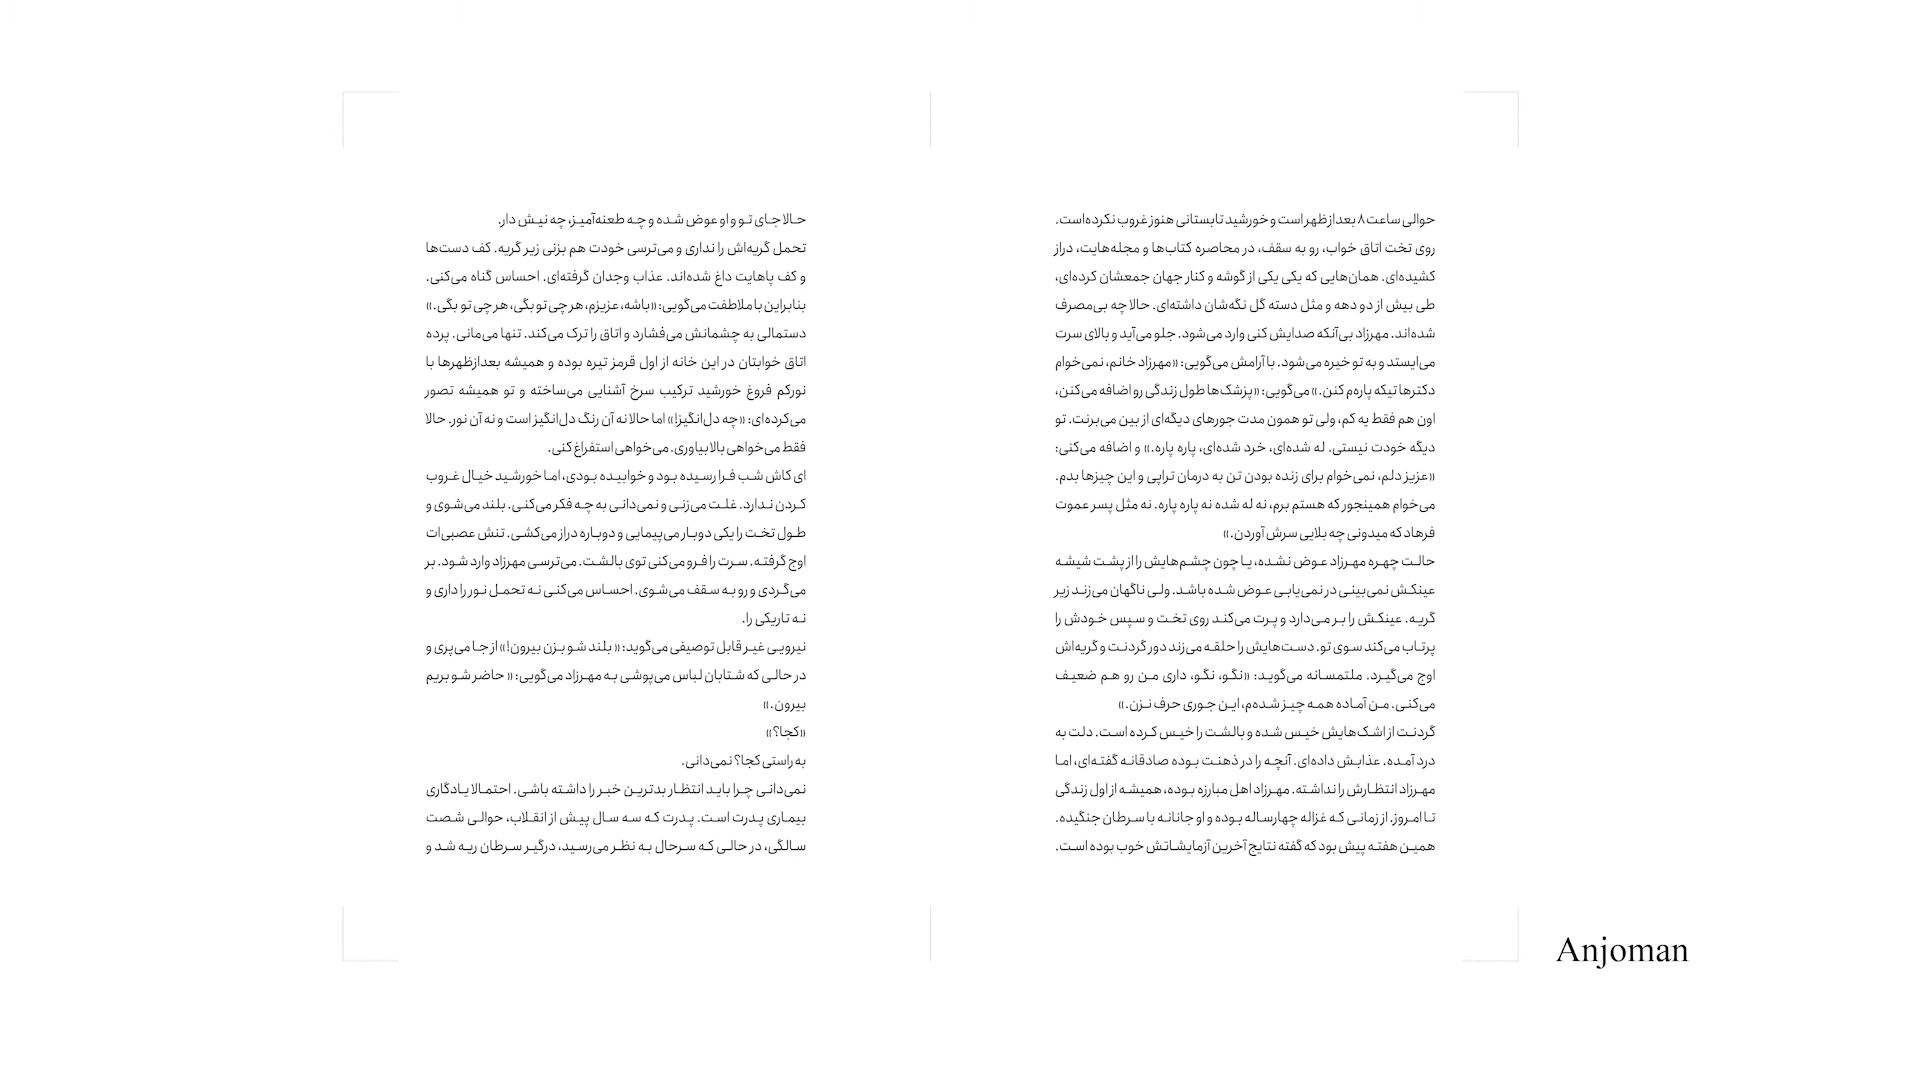 حوالی ساعت ۸ بعدازظهر است و خورشید تابستانی هنوز غروب نکرده‌است.
روی تخت اتاق خواب، رو به سقف، در محاصره کتاب‌ها و مجله‌هایت، دراز
کشیده‌ای. همان‌هایی که یکی یکی از گوشه و کنار جهان جمعشان کرده‌ای،
طی بیش از دو دهه و مثل دسته گل نگه‌شان داشته‌ای. حالا چه بی‌مصرف
شده‌اند. مهرزاد بی‌آنکه صدایش کنی وارد می‌شود. جلو می‌آید و بالای سرت
می‌ایستد و به تو خیره می‌شود. با آرامش می‌گویی: «مهرزاد خانم، نمی‌خوام
دکترها تیکه پاره‌م کنن.» می‌گویی: «پزشک‌ها طول زندگی رو اضافه می‌کنن،
اون هم فقط یه کم، ولی تو همون مدت جورهای دیگه‌ای از بین می‌برنت. تو
دیگه خودت نیستی. له شده‌ای، خرد شده‌ای، پاره پاره.» و اضافه می‌کنی:
«عزیز دلم، نمی‌خوام برای زنده بودن تن به درمان تراپی و این چیزها بدم.
می‌خوام همینجور که هستم برم، نه له شده نه پاره پاره. نه مثل پسر عموت
فرهاد که میدونی چه بلایی سرش آوردن.»
حالت چهره مهرزاد عوض نشده، یا چون چشم‌هایش را از پشت شیشه
عینکش نمی‌بینی در نمی‌یابی عوض شده باشد. ولی ناگهان می‌زند زیر
گریه. عینکش را بر می‌دارد و پرت می‌کند روی تخت و سپس خودش را
پرتاب می‌کند سوی تو. دست‌هایش را حلقه می‌زند دور گردنت و گریه‌اش
اوج می‌گیرد. ملتمسانه می‌گوید: «نگو، نگو، داری من رو هم ضعیف
می‌کنی. من آماده همه چیز شده‌م، این جوری حرف نزن.»
گردنت از اشک‌هایش خیس شده و بالشت را خیس کرده است. دلت به
درد آمده. عذابش داده‌ای. آنچه را در ذهنت بوده صادقانه گفته‌ای، اما
مهرزاد انتظارش را نداشته. مهرزاد اهل مبارزه بوده، همیشه از اول زندگی
تا امروز. از زمانی که غزاله چهارساله بوده و او جانانه با سرطان جنگیده.
همین هفته پیش بود که گفته نتایج آخرین آزمایشاتش خوب بوده است.
حالا جای تو و او عوض شده و چه طعنه‌آمیز، چه نیش دار.
تحمل گریه‌اش را نداری و می‌ترسی خودت هم بزنی زیر گریه. کف دست‌ها
و کف پاهایت داغ شده‌اند. عذاب وجدان گرفته‌ای. احساس گناه می‌کنی.
بنابراین با ملاطفت می‌گویی: «باشه، عزیزم، هر چی تو بگی، هر چی تو بگی.»
دستمالی به چشمانش می‌فشارد و اتاق را ترک می‌کند. تنها می‌مانی. پرده
اتاق خوابتان در این خانه از اول قرمز تیره بوده و همیشه بعدازظهرها با
نورکم فروغ خورشید ترکیب سرخ آشنایی می‌ساخته و تو همیشه تصور
می‌کرده‌ای: «چه دل‌انگیز!» اما حالا نه آن رنگ دل‌انگیز است و نه آن نور. حالا
فقط می‌خواهی بالا بیاوری. می‌خواهی استفراغ کنی.
ای کاش شب فرا رسیده بود و خوابیده بودی، اما خورشید خیال غروب
کردن ندارد. غلت می‌زنی و نمی‌دانی به چه فکر می‌کنی. بلند می‌شوی و
طول تخت را یکی دوبار می‌پیمایی و دوباره دراز می‌کشی. تنش عصبی‌ات
اوج گرفته. سرت را فرو می‌کنی توی بالشت. می‌ترسی مهرزاد وارد شود. بر
می‌گردی و رو به سقف می‌شوی. احساس می‌کنی نه تحمل نور را داری و
نه تاریکی را.
نیرویی غیر قابل توصیفی می‌گوید: « بلند شو بزن بیرون!» از جا می‌پری و
در حالی که شتابان لباس می‌پوشی به مهرزاد می‌گویی: « حاضر شو بریم
بیرون.»
«کجا؟»
به راستی کجا؟ نمی‌دانی.
نمی‌دانی چرا باید انتظار بدترین خبر را داشته باشی. احتمالا یادگاری
بیماری پدرت است. پدرت که سه سال پیش از انقلاب، حوالی شصت
سالگی، در حالی که سرحال به نظر می‌رسید، درگیر سرطان ریه شد و
Anjoman